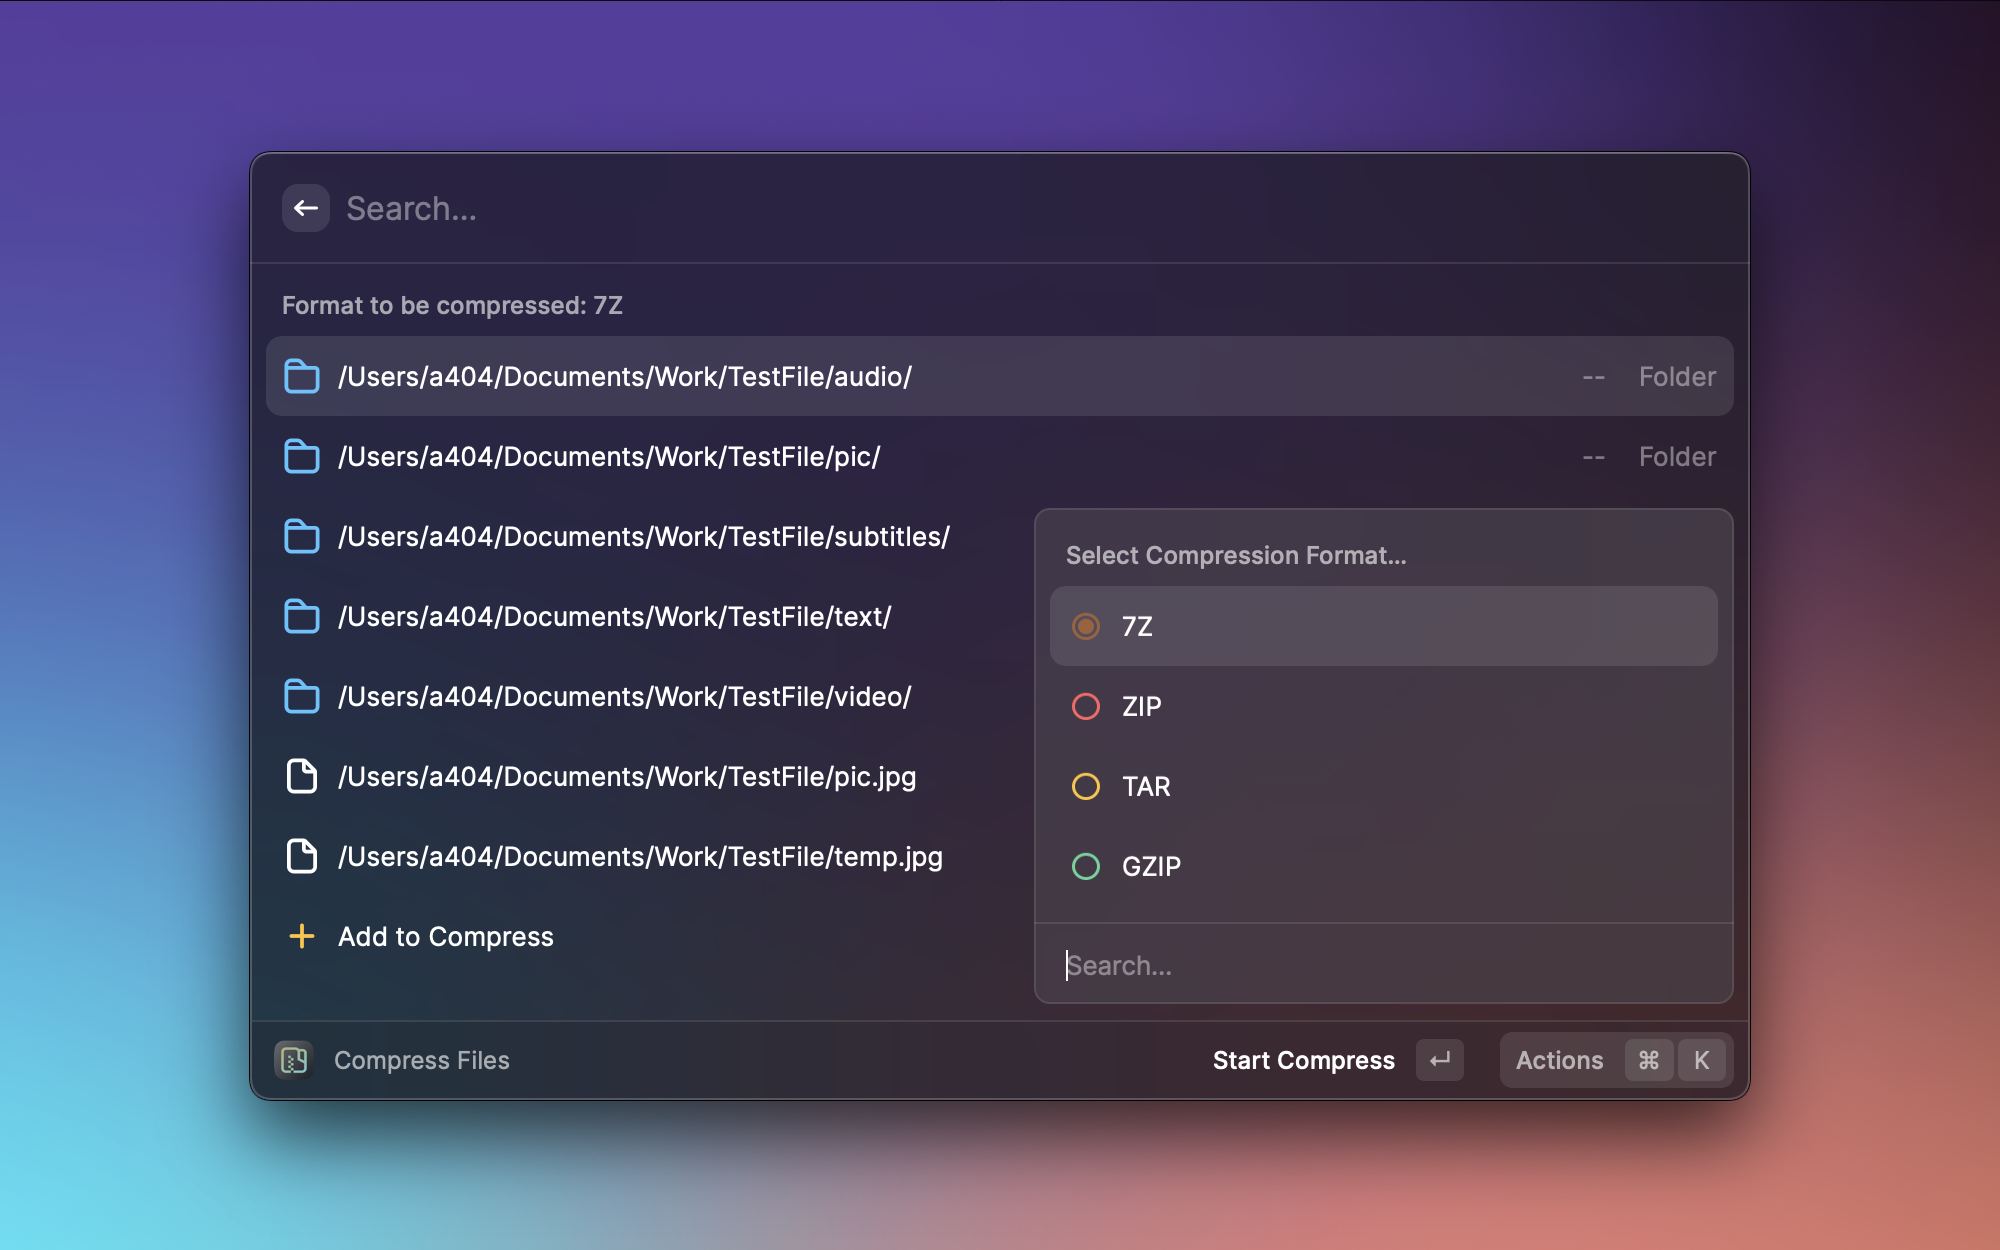 Search...
Format to be compressed: 7Z
/Users/a404/Documents/Work/TestFile/audio/ -- Folder
/Users/a404/Documents/Work/TestFile/pic/ -- Folder
/Users/a404/Documents/Work/TestFile/subtitles/
/Users/a404/Documents/Work/TestFile/text/
/Users/a404/Documents/Work/TestFile/video/
/Users/a404/Documents/Work/TestFile/pic.jpg
/Users/a404/Documents/Work/TestFile/temp.jpg
Add to Compress
Select Compression Format...
7Z
ZIP
TAR
GZIP
Search...
Compress Files
Start Compress ↵
Actions ⌘ K